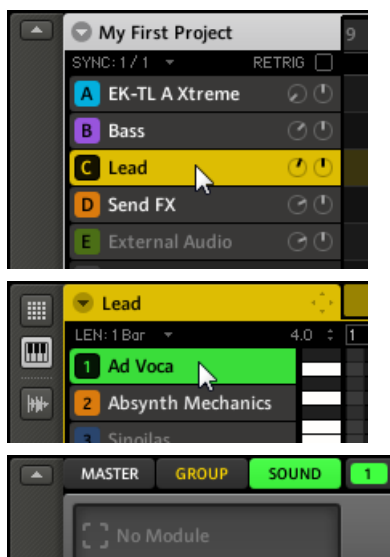 My First Project 9
SYNC: 1 / 1 RETRIG
A EK-TL A Xtreme
B Bass
C Lead
D Send FX
E External Audio
Lead
LEN: 1 Bar 4.0 1
1 Ad Voca
2 Absynth Mechanics
3 Sinoilas
MASTER GROUP SOUND 1
No Module